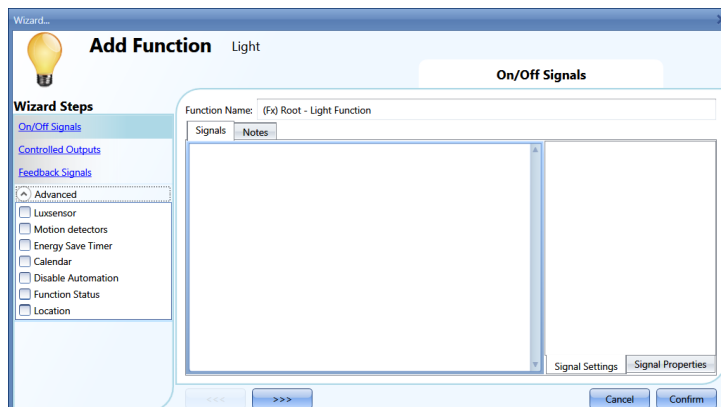 Wizard...
Add Function Light
On/Off Signals
Wizard Steps
On/Off Signals
Controlled Outputs
Feedback Signals
Advanced
Luxsensor
Motion detectors
Energy Save Timer
Calendar
Disable Automation
Function Status
Location
Function Name: (Fx) Root - Light Function
Signals Notes
Signal Settings Signal Properties
<<< >>> Cancel Confirm